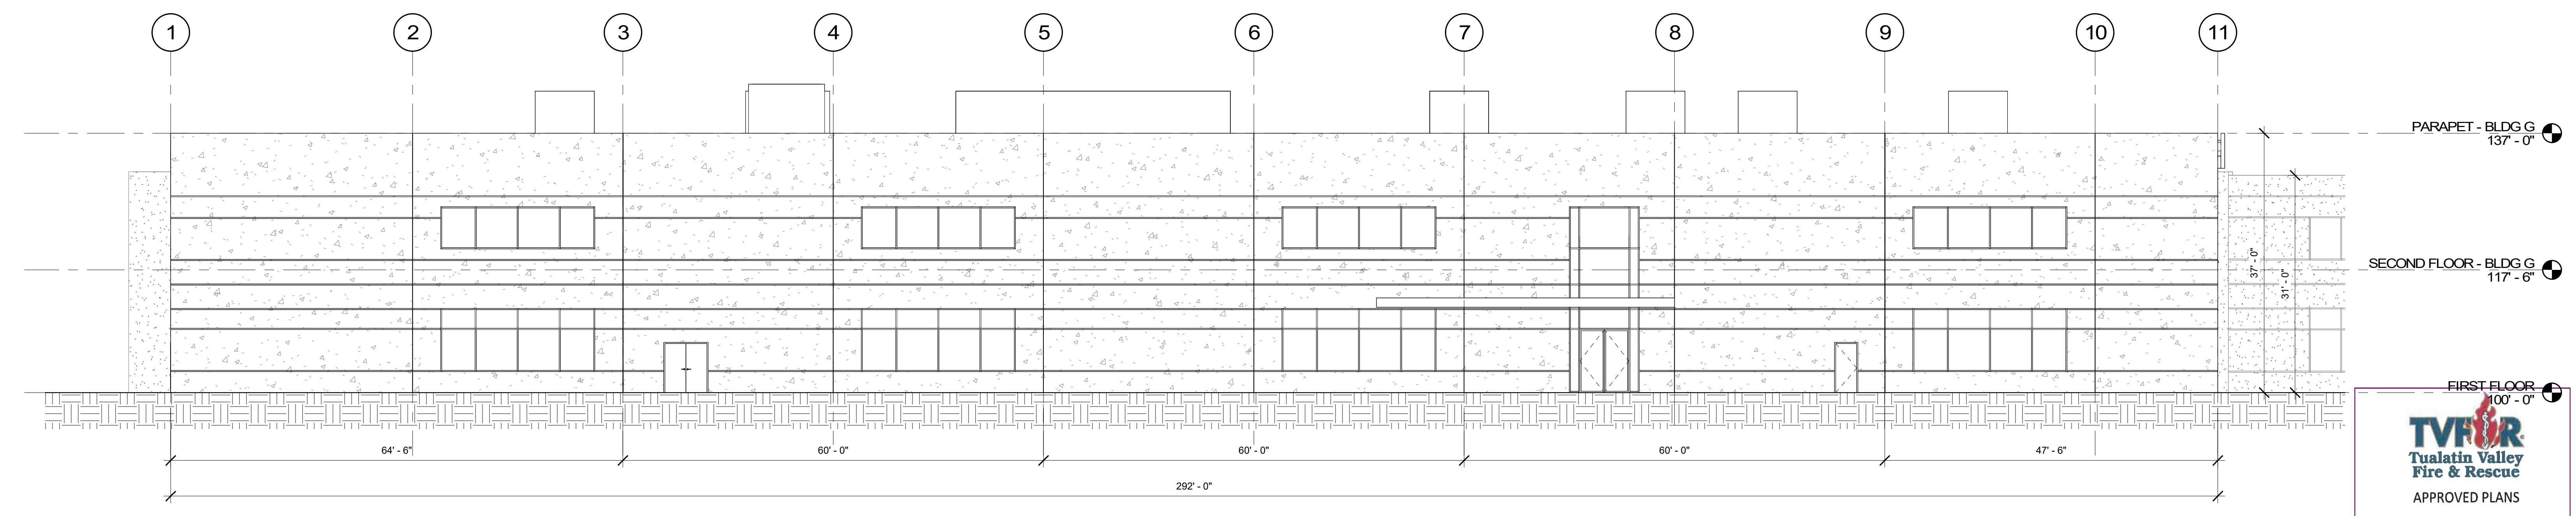 1 2 3 4 5 6 7 8 9 10 11
PARAPET - BLDG G
137' - 0"
SECOND FLOOR - BLDG G
117' - 6"
37' - 0"
31' - 0"
FIRST FLOOR
100' - 0"
64' - 6" 60' - 0" 60' - 0" 60' - 0" 47' - 6"
292' - 0"
TVF&R®
Tualatin Valley
Fire & Rescue
APPROVED PLANS